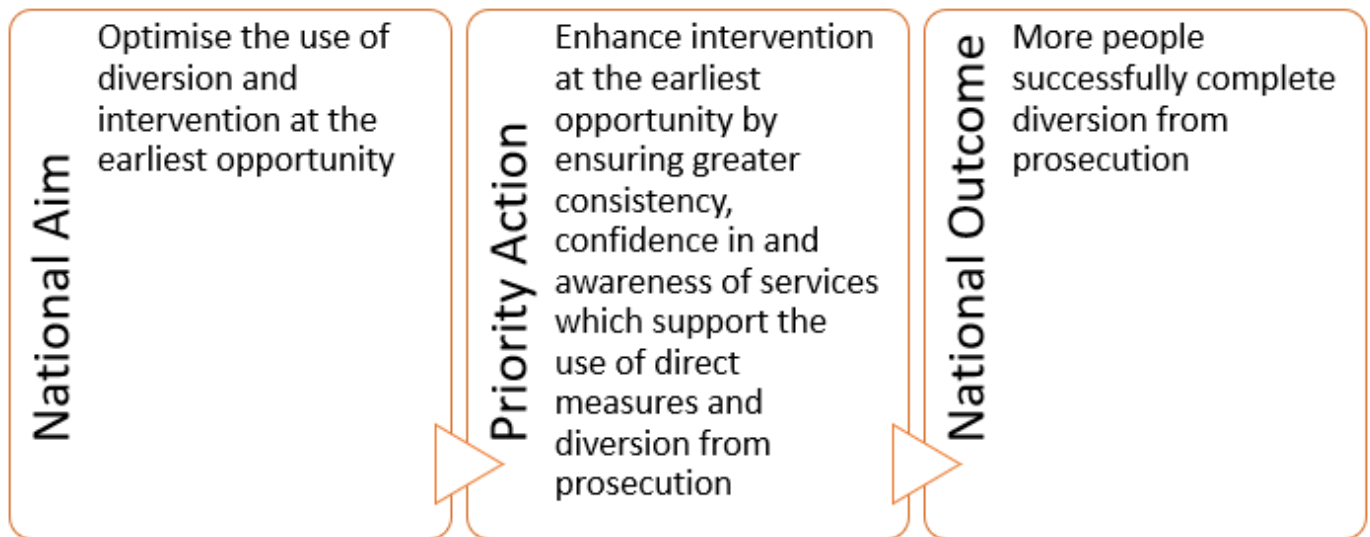 National Aim
Optimise the use of
diversion and
intervention at the
earliest opportunity
Priority Action
Enhance intervention
at the earliest
opportunity by
ensuring greater
consistency,
confidence in and
awareness of services
which support the
use of direct
measures and
diversion from
prosecution
National Outcome
More people
successfully complete
diversion from
prosecution